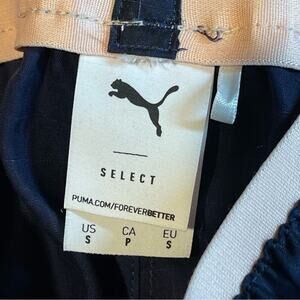 SELECT
PUMA.COM/FOREVERBETTER
US CA EU
S P S